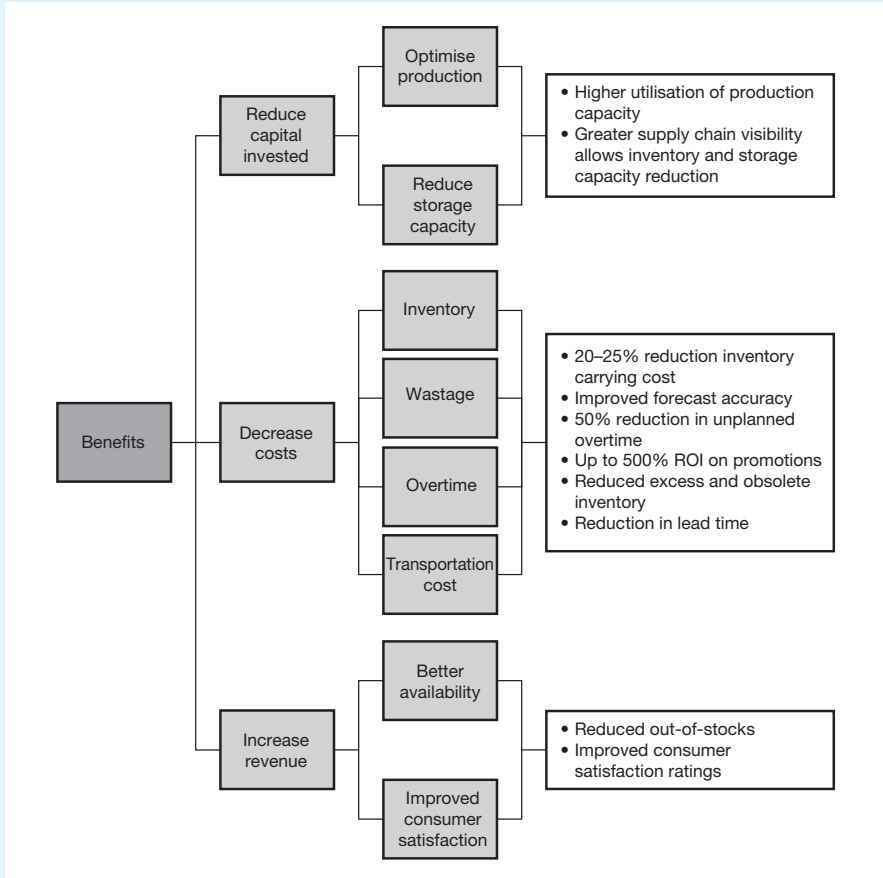 Benefits
Reduce
capital
invested
Optimise
production
Reduce
storage
capacity
• Higher utilisation of production
capacity
• Greater supply chain visibility
allows inventory and storage
capacity reduction
Decrease
costs
Inventory
Wastage
Overtime
Transportation
cost
• 20–25% reduction inventory
carrying cost
• Improved forecast accuracy
• 50% reduction in unplanned
overtime
• Up to 500% ROI on promotions
• Reduced excess and obsolete
inventory
• Reduction in lead time
Increase
revenue
Better
availability
Improved
consumer
satisfaction
• Reduced out-of-stocks
• Improved consumer
satisfaction ratings